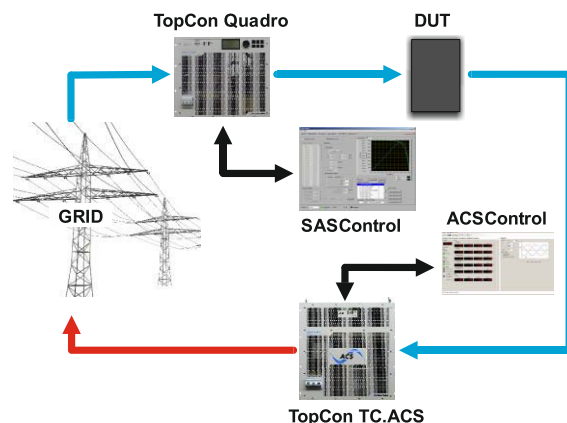 TopCon Quadro
DUT
GRID
SASControl
ACSControl
ACS
TopCon TC.ACS